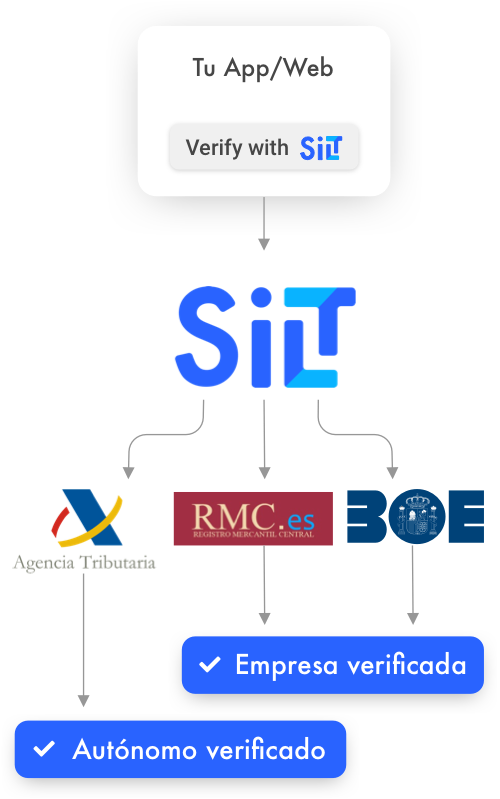 Tu App/Web
Verify with SiLT
SiLT
Agencia Tributaria
RMC.es
REGISTRO MERCANTIL CENTRAL
BOE
Empresa verificada
Autónomo verificado